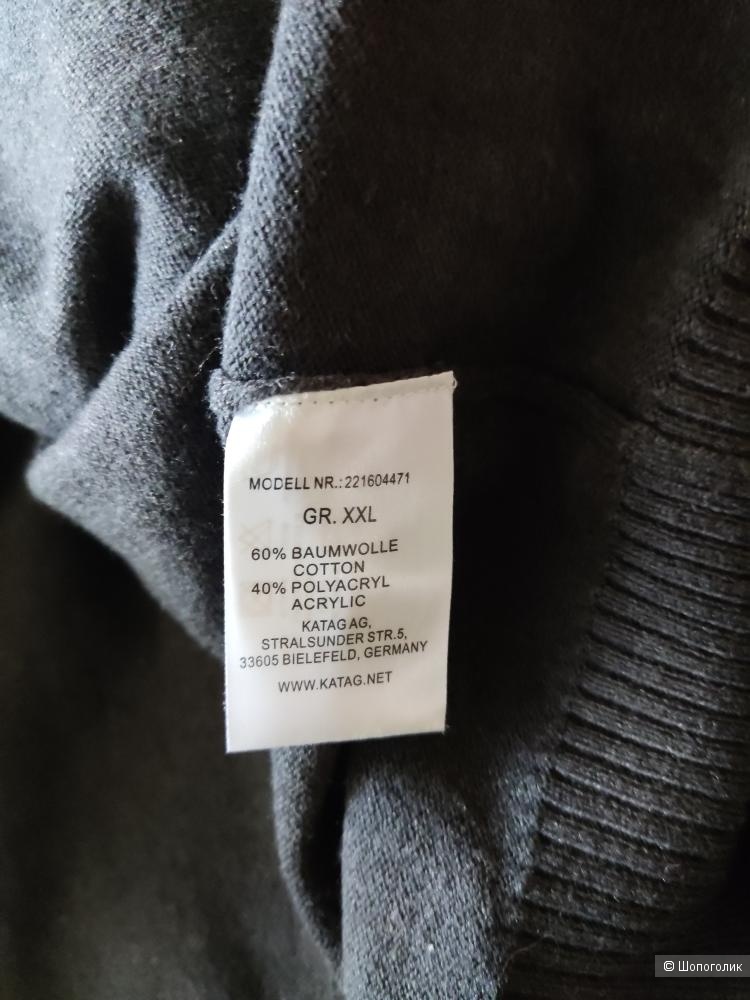 MODELL NR.: 221604471
GR. XXL
60% BAUMWOLLE
COTTON
40% POLYACRYL
ACRYLIC
KATAG AG,
STRALSUNDER STR.5,
33605 BIELEFELD, GERMANY
WWW.KATAG.NET
© Шопоголик